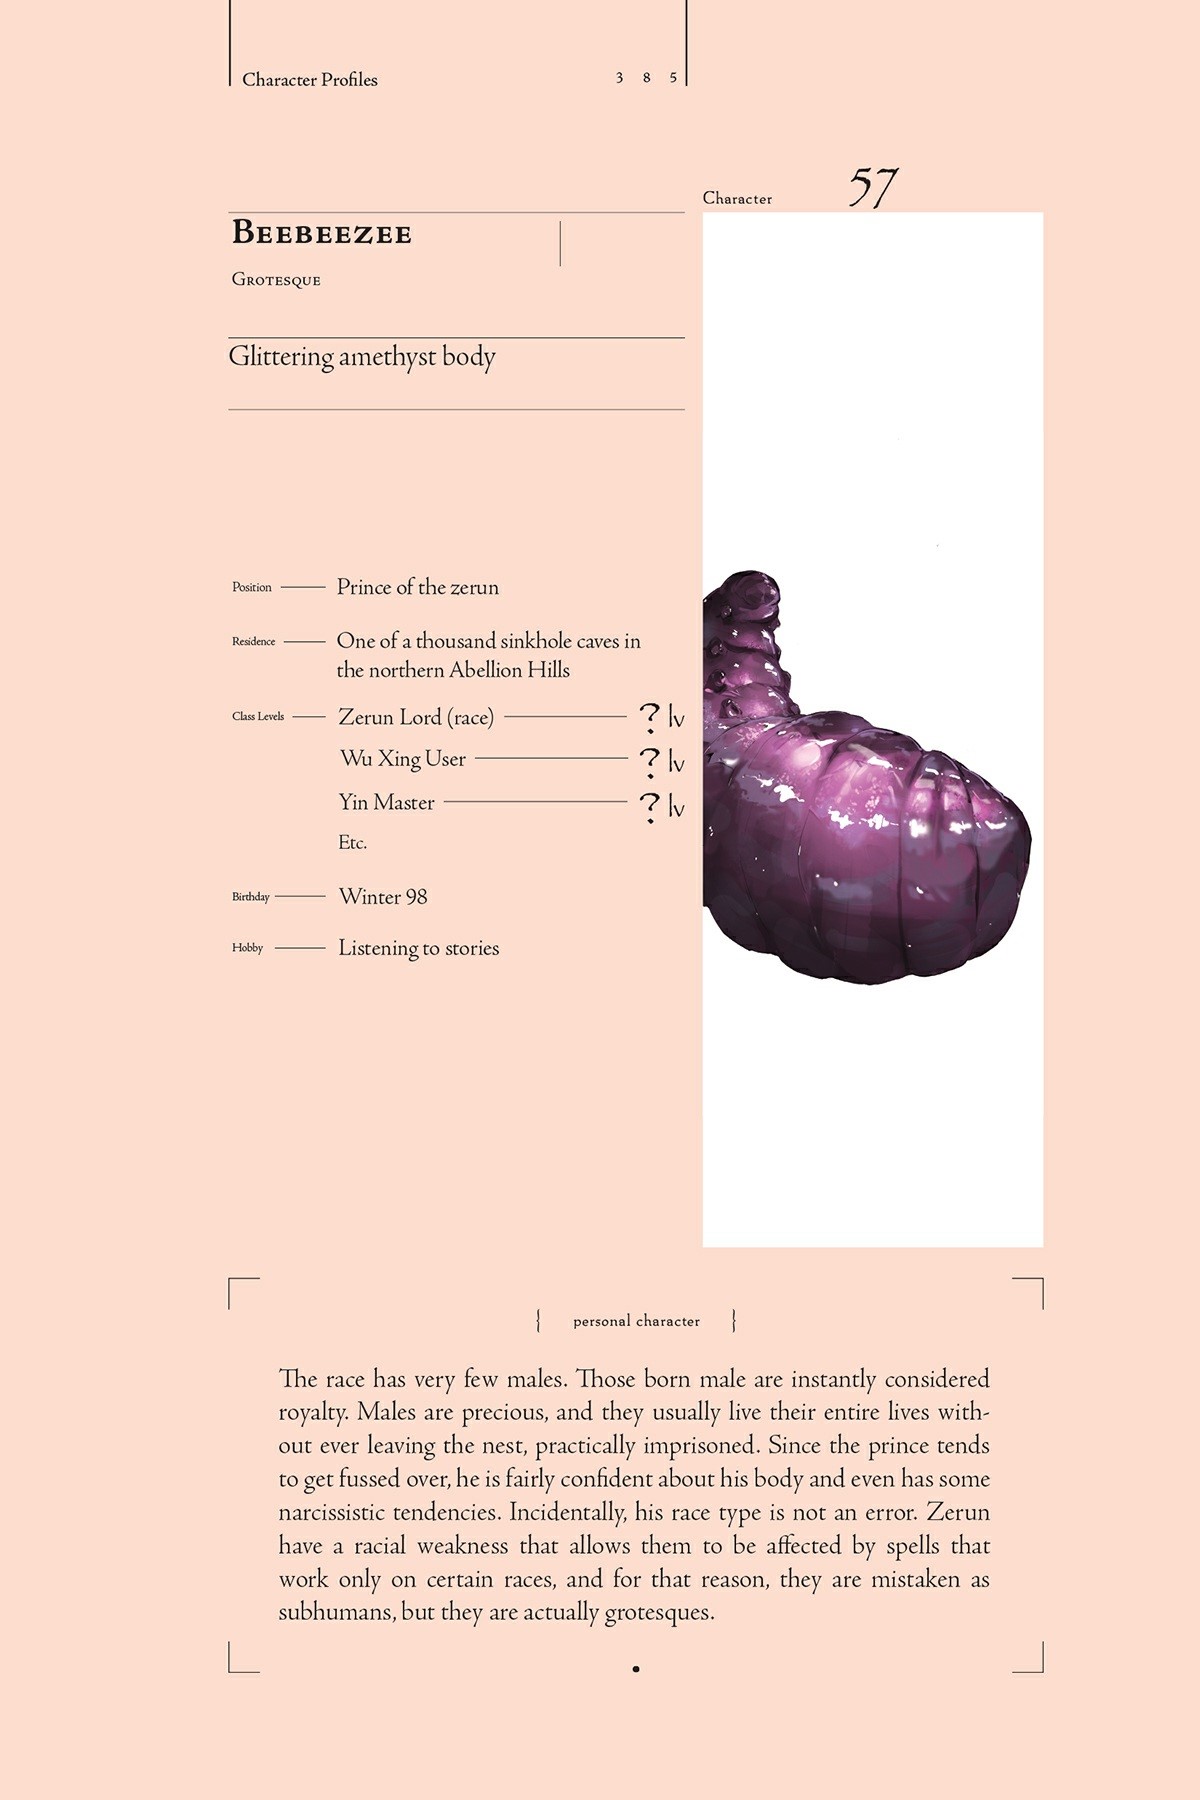 Character Profiles 3 8 5
Character 57
Beebeezee
Grotesque
Glittering amethyst body
Position Prince of the zerun
Residence One of a thousand sinkhole caves in
the northern Abellion Hills
Class Levels Zerun Lord (race) ? lv
Wu Xing User ? lv
Yin Master ? lv
Etc.
Birthday Winter 98
Hobby Listening to stories
{ personal character }
The race has very few males. Those born male are instantly considered
royalty. Males are precious, and they usually live their entire lives with-
out ever leaving the nest, practically imprisoned. Since the prince tends
to get fussed over, he is fairly confident about his body and even has some
narcissistic tendencies. Incidentally, his race type is not an error. Zerun
have a racial weakness that allows them to be affected by spells that
work only on certain races, and for that reason, they are mistaken as
subhumans, but they are actually grotesques.